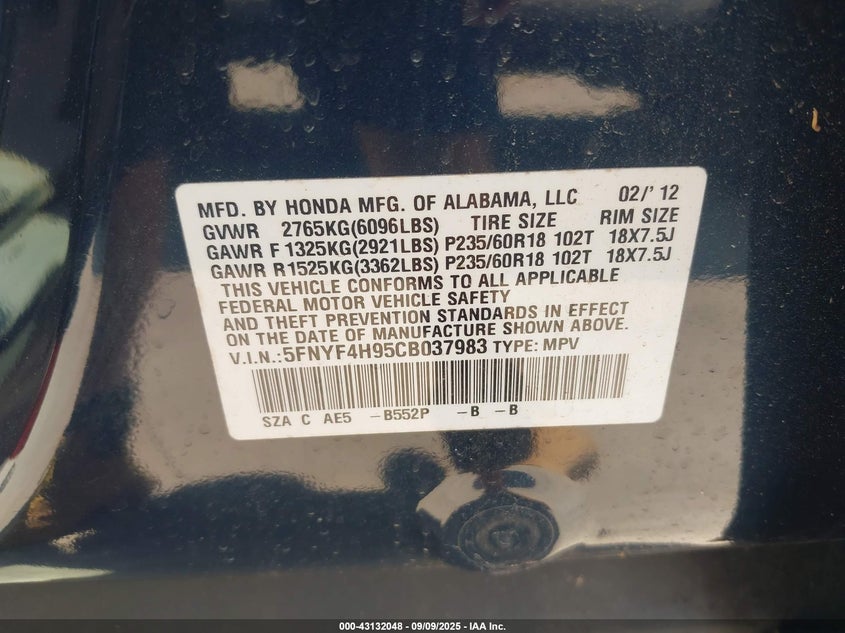 MFD. BY HONDA MFG. OF ALABAMA, LLC 02/'12
GVWR 2765KG(6096LBS) TIRE SIZE RIM SIZE
GAWR F 1325KG(2921LBS) P235/60R18 102T 18X7.5J
GAWR R1525KG(3362LBS) P235/60R18 102T 18X7.5J
THIS VEHICLE CONFORMS TO ALL APPLICABLE
FEDERAL MOTOR VEHICLE SAFETY
AND THEFT PREVENTION STANDARDS IN EFFECT
ON THE DATE OF MANUFACTURE SHOWN ABOVE.
V.I.N.:5FNYF4H95CB037983 TYPE: MPV
SZA C AE5 -B552P -B -B
000-43132048 - 09/09/2025 - IAA Inc.